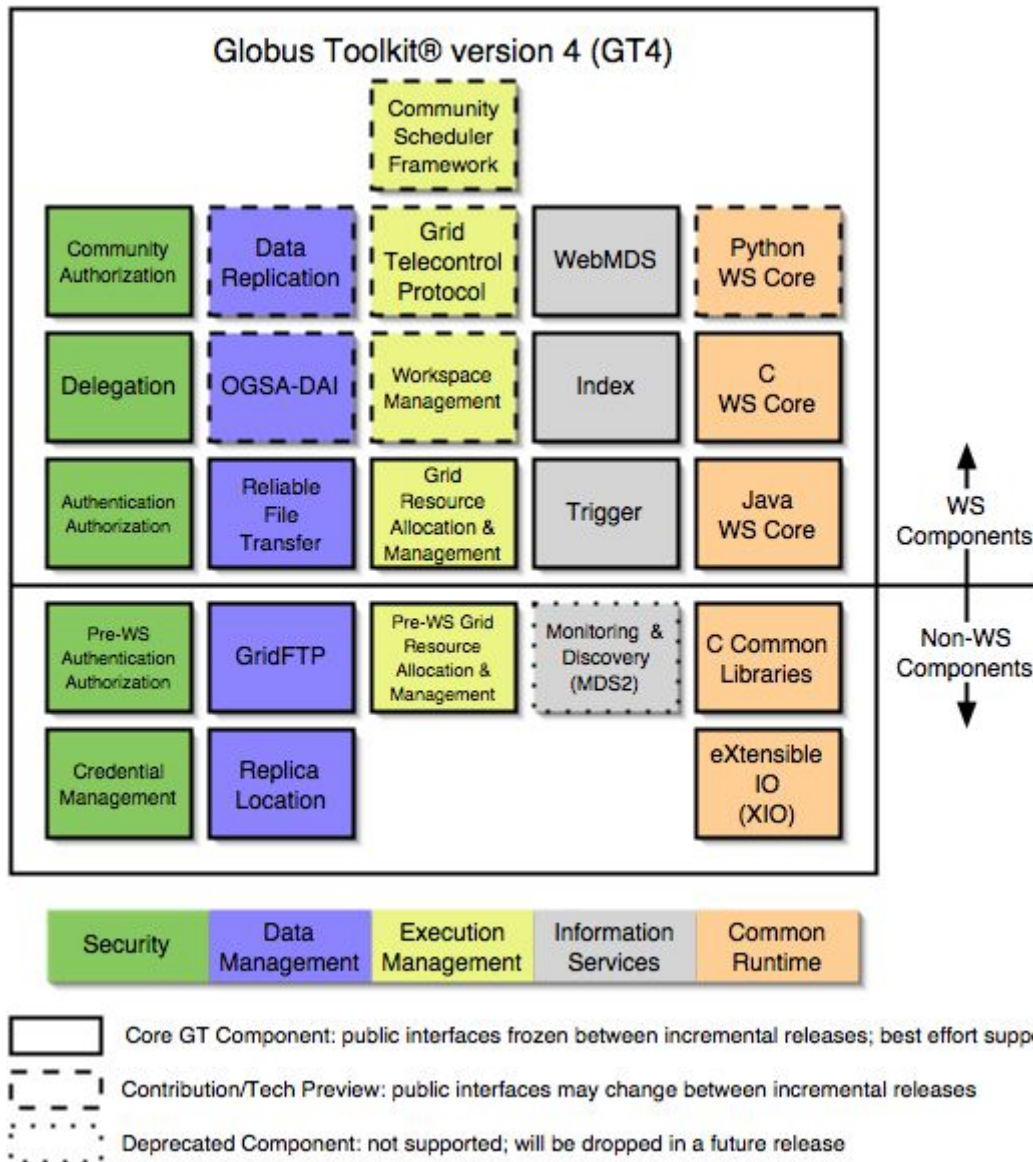 Globus Toolkit® version 4 (GT4)
Community
Scheduler
Framework
Community
Authorization
Data
Replication
Grid
Telecontrol
Protocol
WebMDS
Python
WS Core
Delegation
OGSA-DAI
Workspace
Management
Index
C
WS Core
Authentication
Authorization
Reliable
File
Transfer
Grid
Resource
Allocation &
Management
Trigger
Java
WS Core
WS
Components
Pre-WS
Authentication
Authorization
GridFTP
Pre-WS Grid
Resource
Allocation &
Management
Monitoring &
Discovery
(MDS2)
C Common
Libraries
Non-WS
Components
Credential
Management
Replica
Location
eXtensible
IO
(XIO)
Security
Data
Management
Execution
Management
Information
Services
Common
Runtime
Core GT Component: public interfaces frozen between incremental releases; best effort
Contribution/Tech Preview: public interfaces may change between incremental releases
Deprecated Component: not supported; will be dropped in a future release